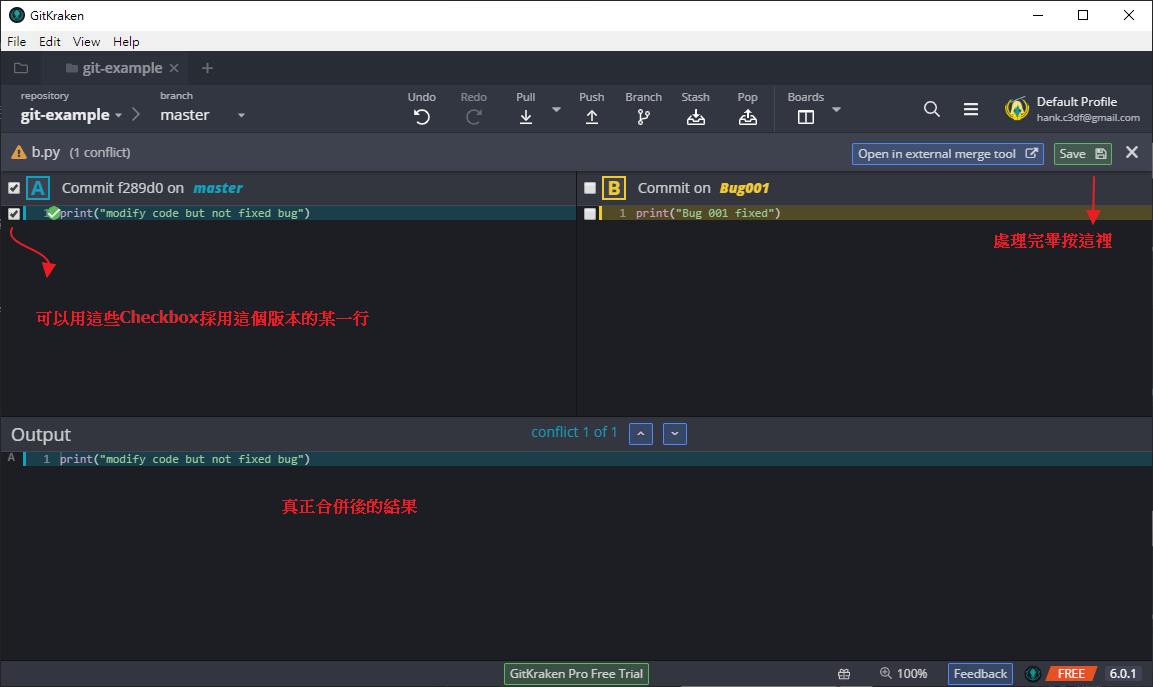 GitKraken
File Edit View Help
git-example
repository
git-example
branch
master
Undo Redo Pull Push Branch Stash Pop Boards
Default Profile
hank.c3df@gmail.com
b.py (1 conflict)
Open in external merge tool
Save
A Commit f289d0 on master
1 print("modify code but not fixed bug")
B Commit on Bug001
1 print("Bug 001 fixed")
處理完畢按這裡
可以用這些Checkbox採用這個版本的某一行
Output
conflict 1 of 1
A 1 print("modify code but not fixed bug")
真正合併後的結果
GitKraken Pro Free Trial
100%
Feedback
FREE
6.0.1